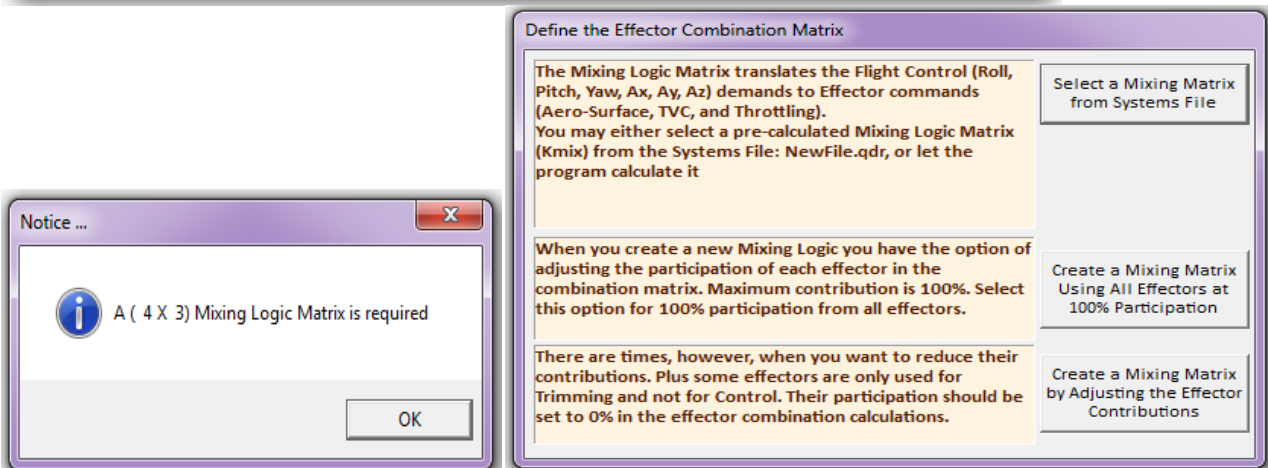 Notice ...
A ( 4 X 3) Mixing Logic Matrix is required
OK
Define the Effector Combination Matrix
The Mixing Logic Matrix translates the Flight Control (Roll,
Pitch, Yaw, Ax, Ay, Az) demands to Effector commands
(Aero-Surface, TVC, and Throttling).
You may either select a pre-calculated Mixing Logic Matrix
(Kmix) from the Systems File: NewFile.qdr, or let the
program calculate it
Select a Mixing Matrix
from Systems File
When you create a new Mixing Logic you have the option of
adjusting the participation of each effector in the
combination matrix. Maximum contribution is 100%. Select
this option for 100% participation from all effectors.
Create a Mixing Matrix
Using All Effectors at
100% Participation
There are times, however, when you want to reduce their
contributions. Plus some effectors are only used for
Trimming and not for Control. Their participation should be
set to 0% in the effector combination calculations.
Create a Mixing Matrix
by Adjusting the Effector
Contributions